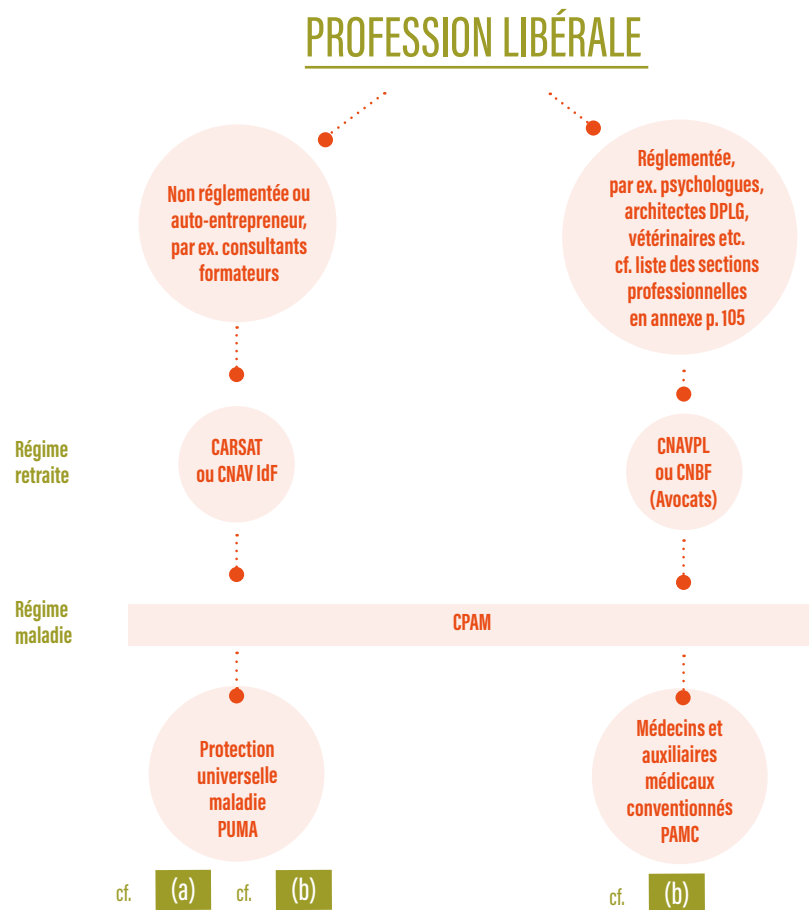 PROFESSION LIBÉRALE
Non réglementée ou
auto-entrepreneur,
par ex. consultants
formateurs
Réglementée,
par ex. psychologues,
architectes DPLG,
vétérinaires etc.
cf. liste des sections
professionnelles
en annexe p. 105
Régime
retraite
CARSAT
ou CNAV IdF
CNAVPL
ou CNBF
(Avocats)
Régime
maladie
CPAM
Protection
universelle
maladie
PUMA
Médecins et
auxiliaires
médicaux
conventionnés
PAMC
cf. (a) cf. (b)
cf. (b)